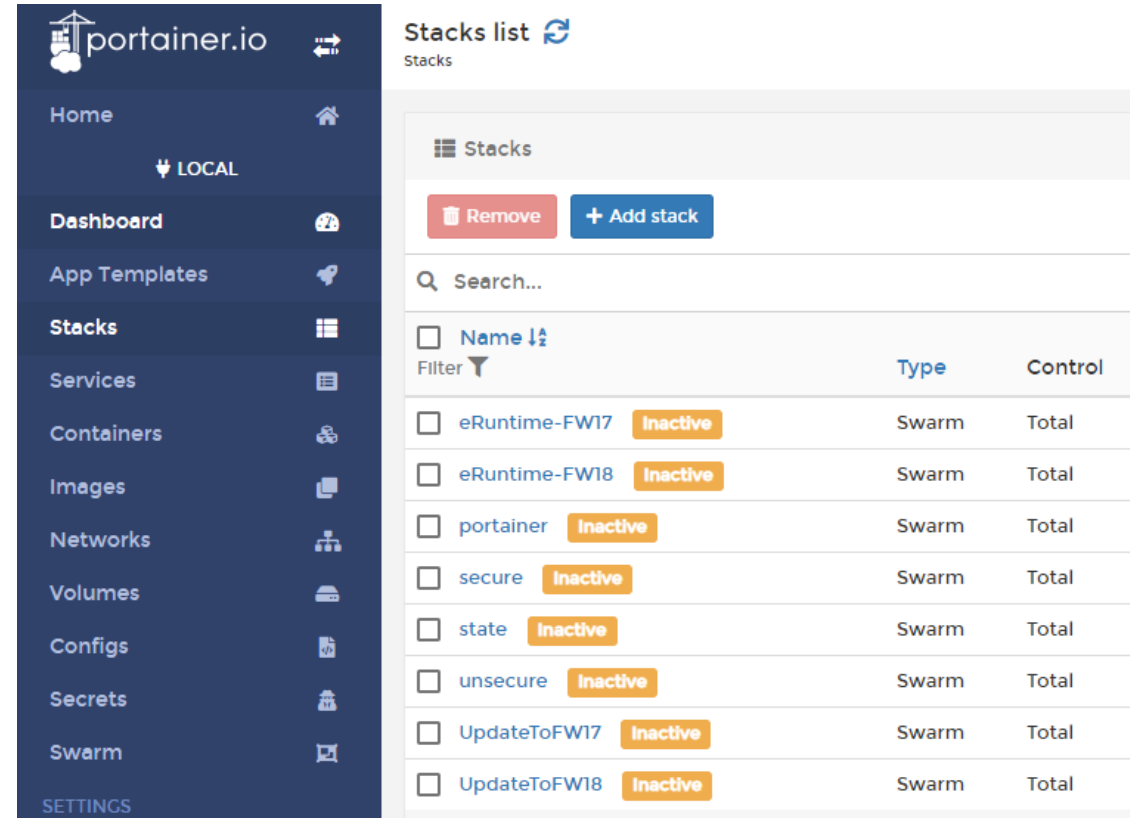 portainer.io
Home
LOCAL
Dashboard
App Templates
Stacks
Services
Containers
Images
Networks
Volumes
Configs
Secrets
Swarm
SETTINGS
Stacks list
Stacks
Stacks
Remove + Add stack
Search...
Name
Filter Type Control
eRuntime-FW17 Inactive Swarm Total
eRuntime-FW18 Inactive Swarm Total
portainer Inactive Swarm Total
secure Inactive Swarm Total
state Inactive Swarm Total
unsecure Inactive Swarm Total
UpdateToFW17 Inactive Swarm Total
UpdateToFW18 Inactive Swarm Total